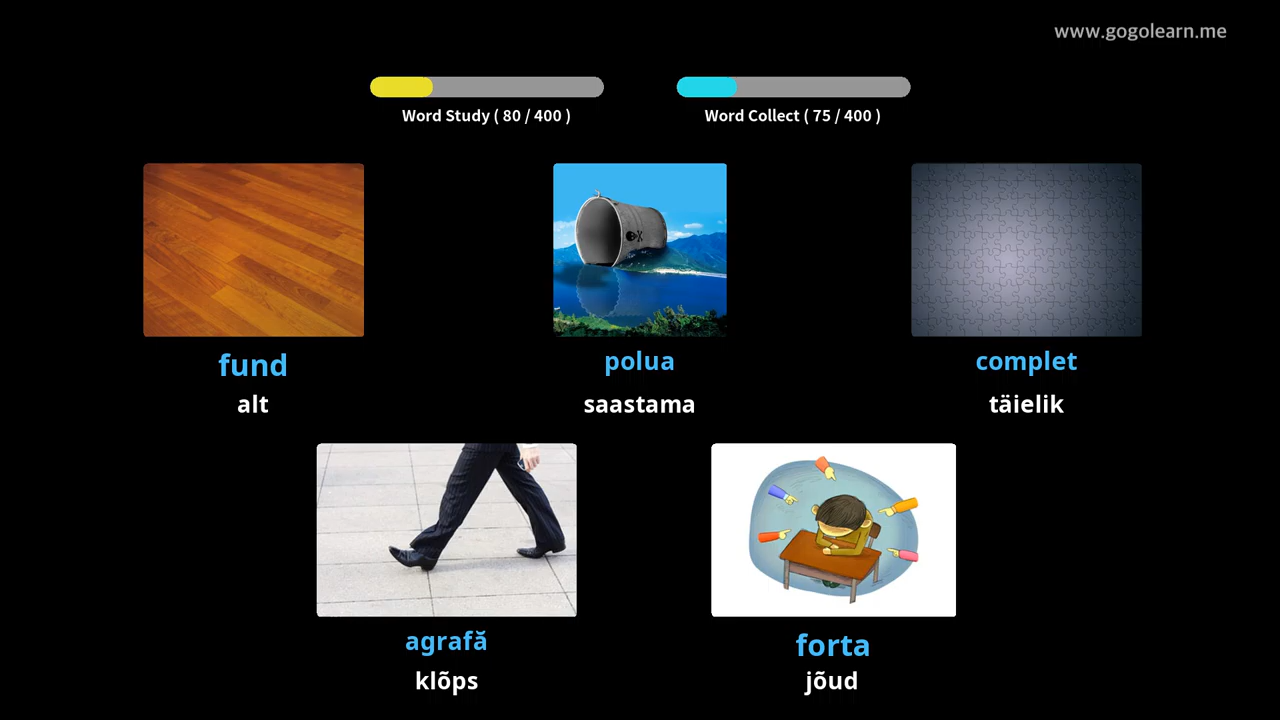 www.gogolearn.me
Word Study ( 80 / 400 )
Word Collect ( 75 / 400 )
fund
alt
polua
saastama
complet
täielik
agrafă
klõps
forta
jõud